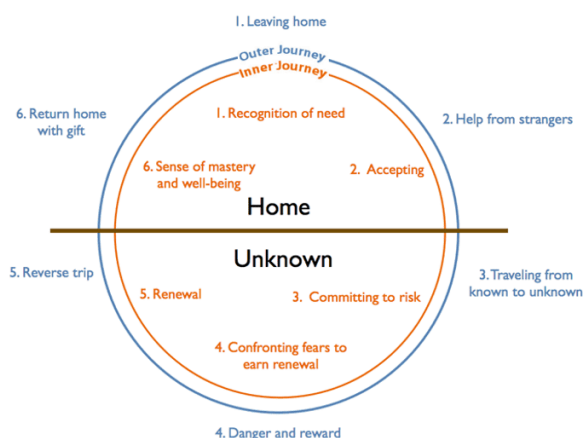 1. Leaving home
Outer Journey
Inner Journey
1. Recognition of need
6. Return home
with gift
2. Help from strangers
6. Sense of mastery
and well-being
2. Accepting
Home
Unknown
5. Reverse trip
3. Traveling from
known to unknown
5. Renewal
3. Committing to risk
4. Confronting fears to
earn renewal
4. Danger and reward